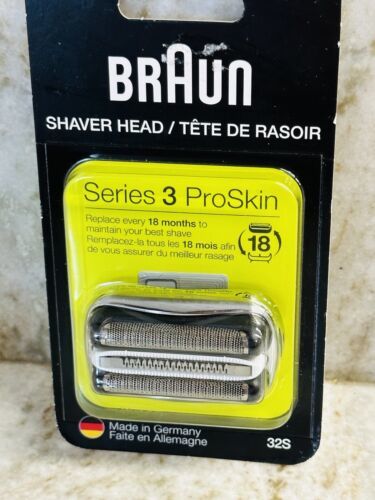 BRAUN
SHAVER HEAD / TÊTE DE RASOIR
Series 3 ProSkin
Replace every 18 months to
maintain your best shave
Remplacez-la tous les 18 mois afin
de vous assurer du meilleur rasage
18
Made in Germany
Faite en Allemagne
32S